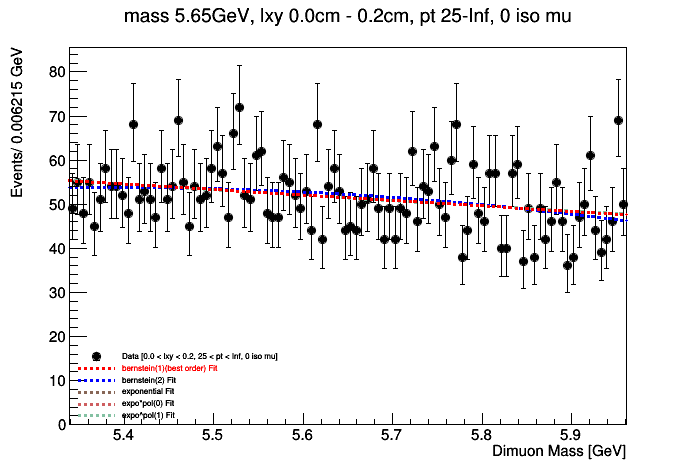 mass 5.65GeV, lxy 0.0cm - 0.2cm, pt 25-Inf, 0 iso mu
Events/ 0.006215 GeV
80
70
60
50
40
30
20
10
0
Data [0.0 < lxy < 0.2, 25 < pt < Inf, 0 iso mu]
bernstein(1)(best order) Fit
bernstein(2) Fit
exponential Fit
expo*pol(0) Fit
expo*pol(1) Fit
5.4 5.5 5.6 5.7 5.8 5.9
Dimuon Mass [GeV]